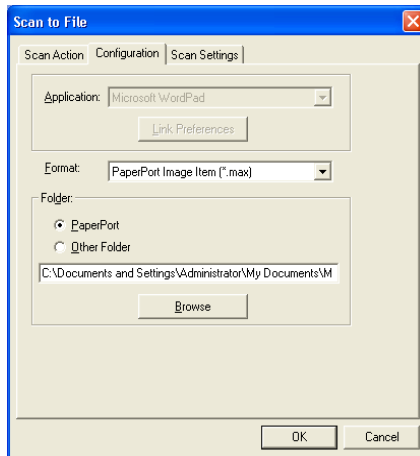 Scan to File
Scan Action Configuration Scan Settings
Application: Microsoft WordPad
Link Preferences
Format: PaperPort Image Item (*.max)
Folder:
PaperPort
Other Folder
C:\Documents and Settings\Administrator\My Documents\M
Browse
OK Cancel